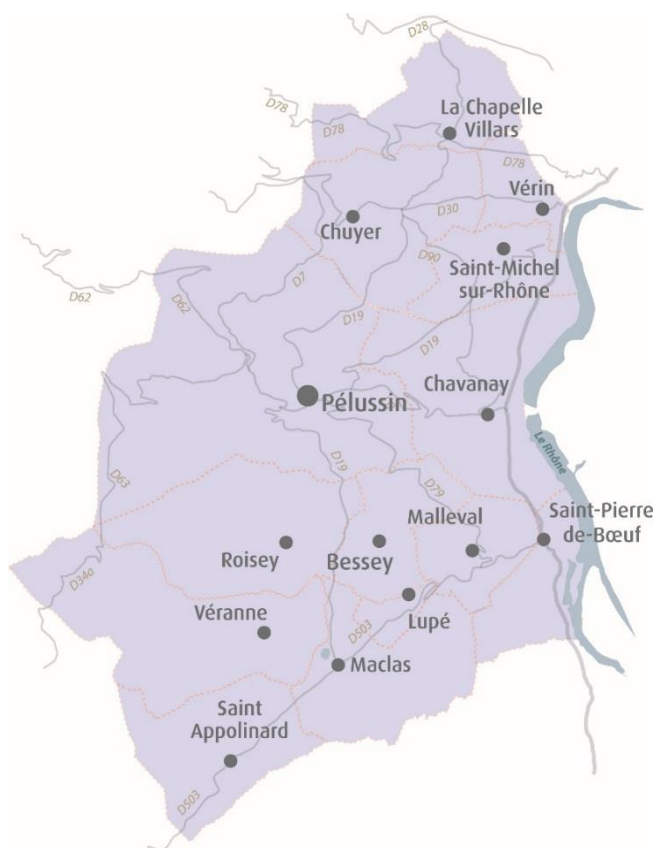 D28
La Chapelle
Villars
D78
D78
D78
Vérin
D30
Chuyer
Saint-Michel
sur-Rhône
D90
D7
D62
D62
D19
D19
Chavanay
Pélussin
Le Rhône
D19
D63
D79
Saint-Pierre
de-Bœuf
Malleval
Roisey
Bessey
D34a
Véranne
Lupé
D503
Maclas
Saint
Appolinard
D503